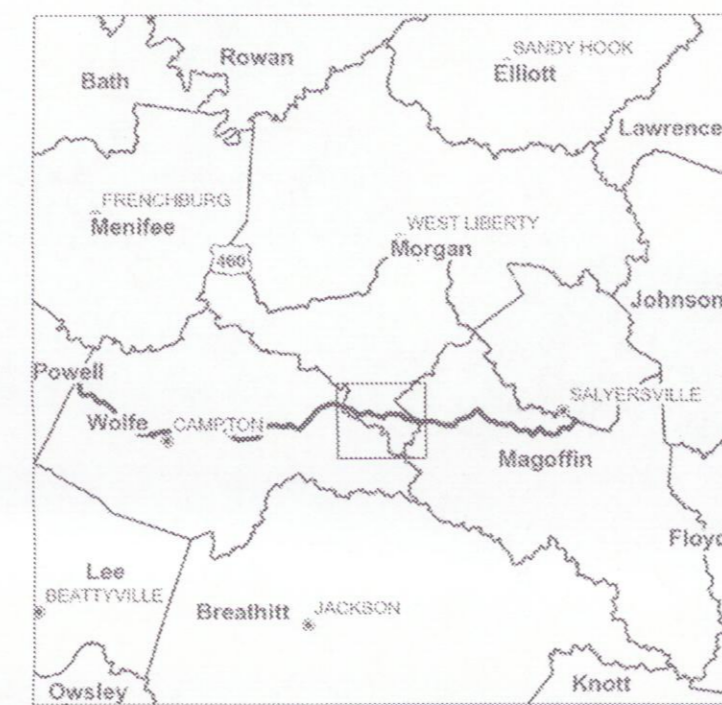 SANDY HOOK
Rowan
Elliott
Bath
Lawrence
FRENCHBURG
Menifee
WEST LIBERTY
Morgan
460
Johnson
Powell
SALYERSVILLE
Wolfe
CAMPTON
Magoffin
Floyd
Lee
BEATTYVILLE
Breathitt
JACKSON
Knott
Owsley